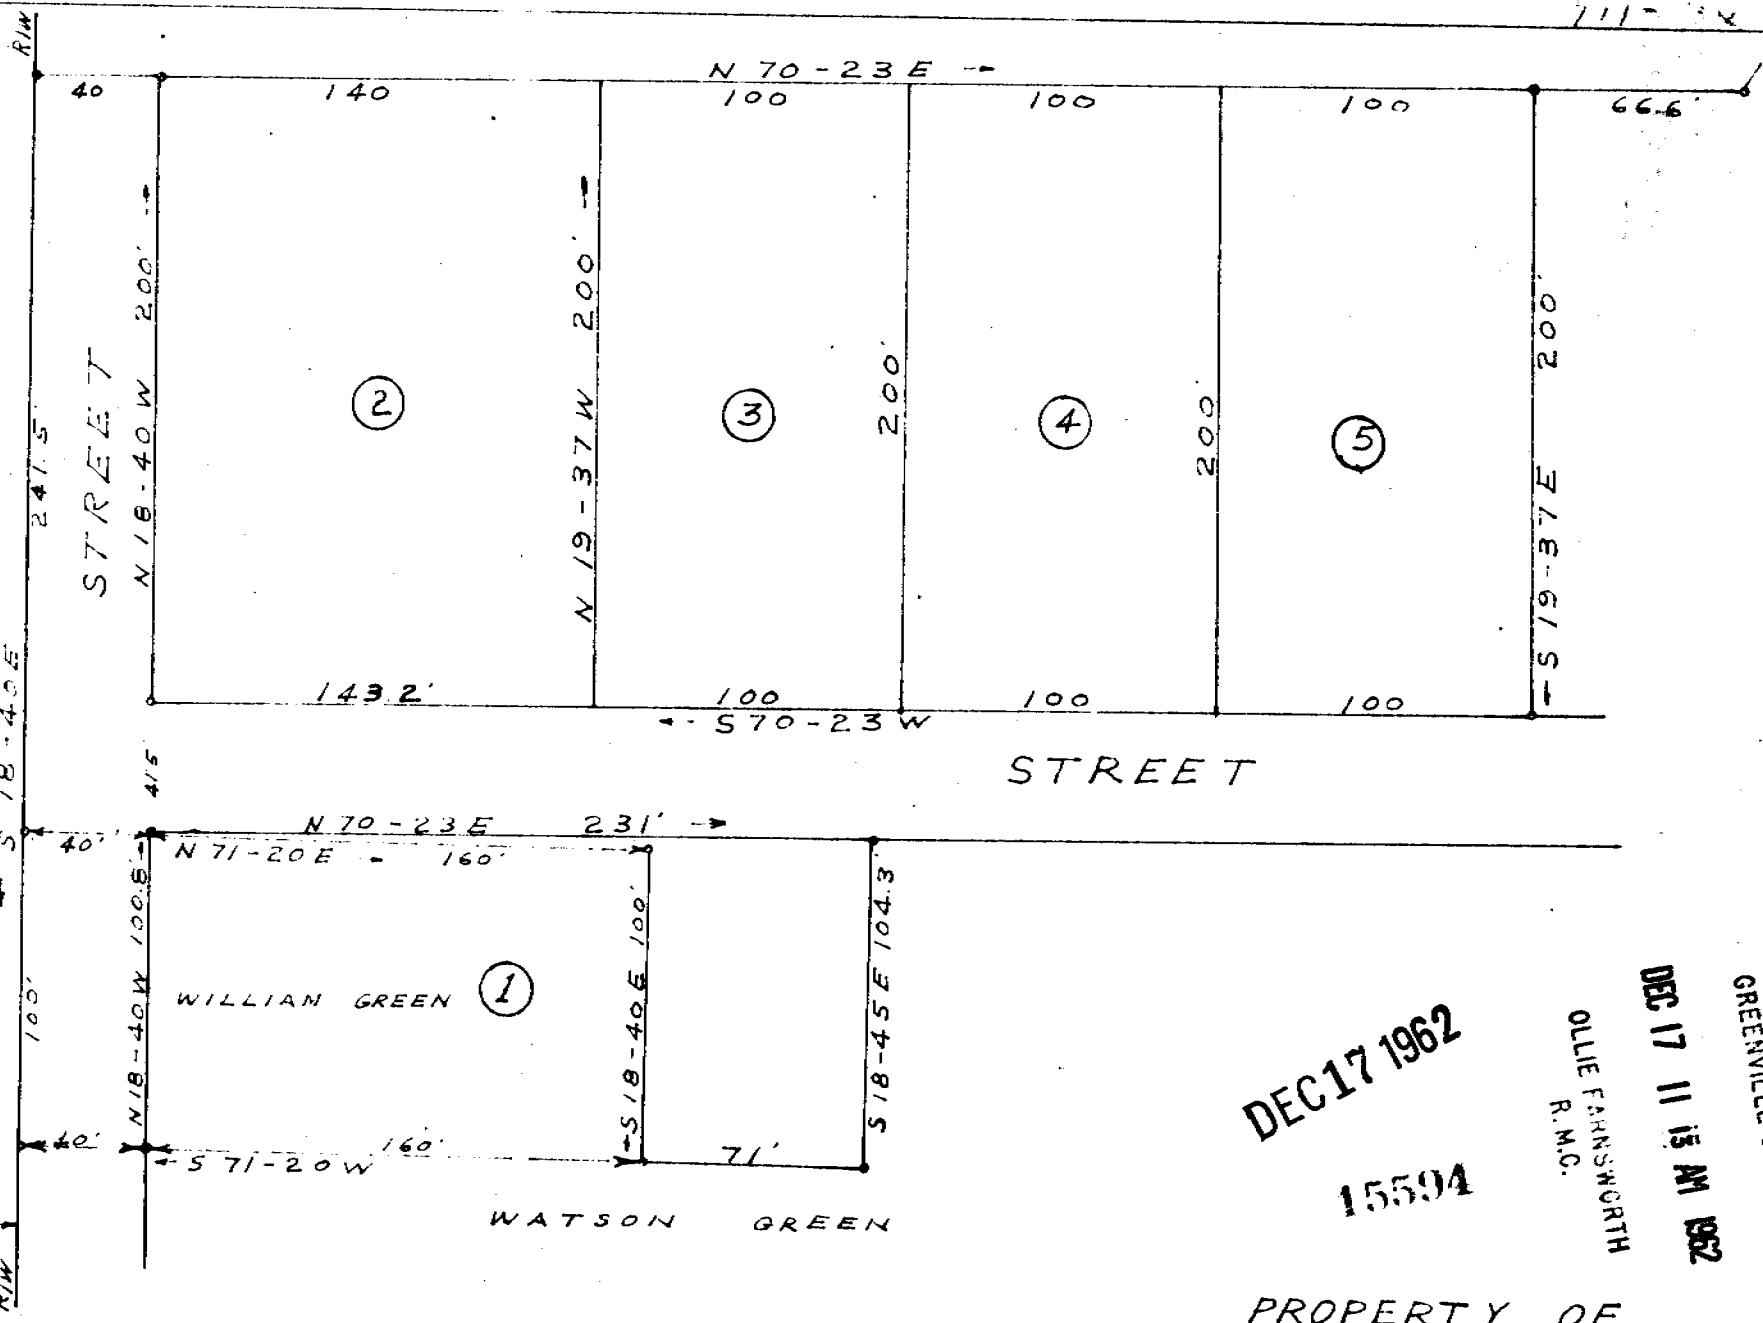 R/W
N 70-23 E
40
140
100
100
100
66.6'
STREET
241.5
N 18-40 W 200'
N 19-37 W 200'
200'
200
S 19-37 E 200'
2
3
4
5
143.2'
100
100
100
S 70-23 W
STREET
S 18-40 E
41.5
40'
N 70-23 E 231'
N 71-20 E - 160'
100'
N 18-40 W 100.8
WILLIAN GREEN
1
S 18-40 E 100'
S 18-45 E 104.3'
40'
160'
S 71-20 W
71'
WATSON GREEN
R/W
DEC 17 1962
15594
OLLIE FARNSWORTH
R.M.C.
DEC 17 11 15 AM 1962
PROPERTY OF